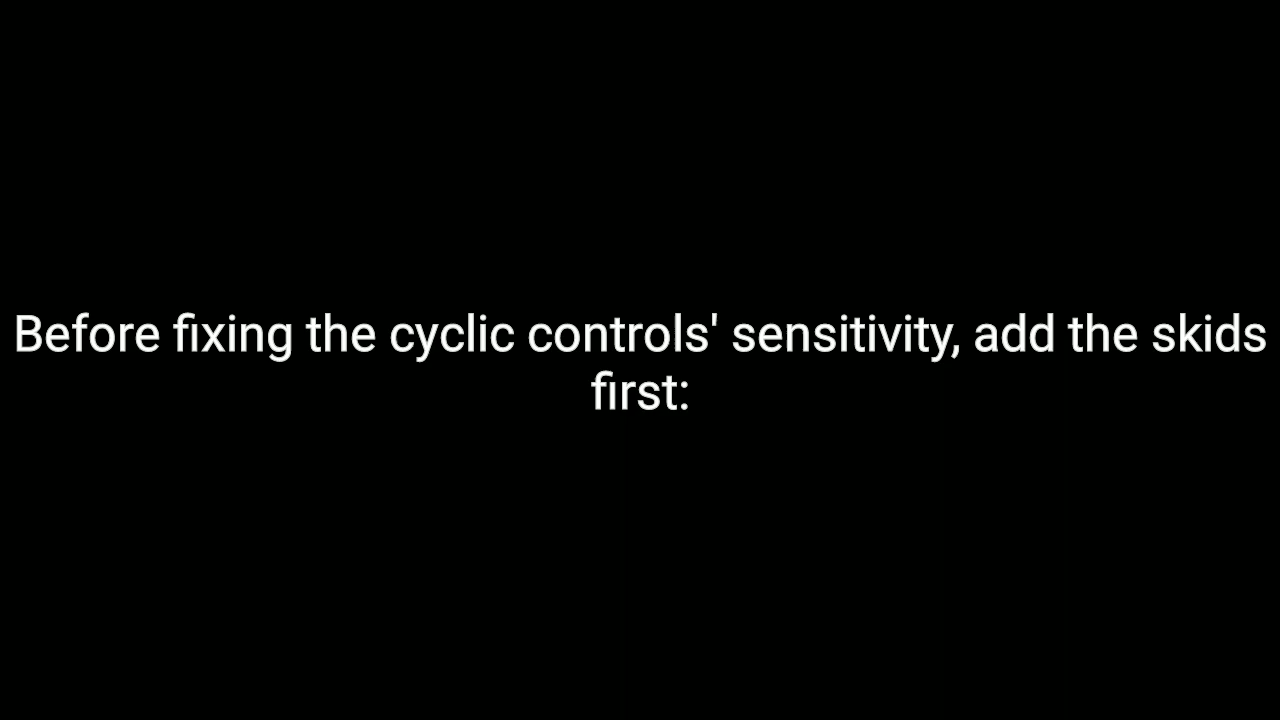 Before fixing the cyclic controls' sensitivity, add the skids
first: